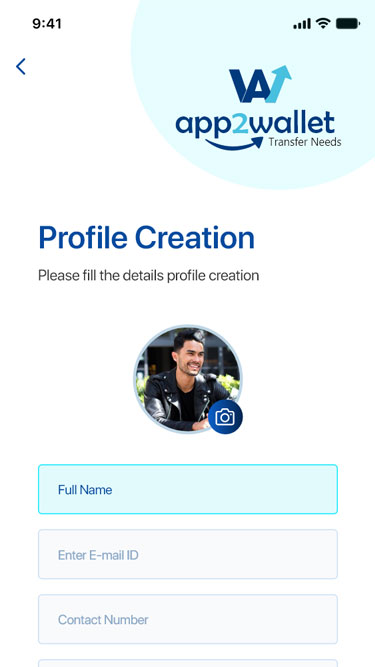 9:41
WA
app2wallet
Transfer Needs
Profile Creation
Please fill the details profile creation
Full Name
Enter E-mail ID
Contact Number